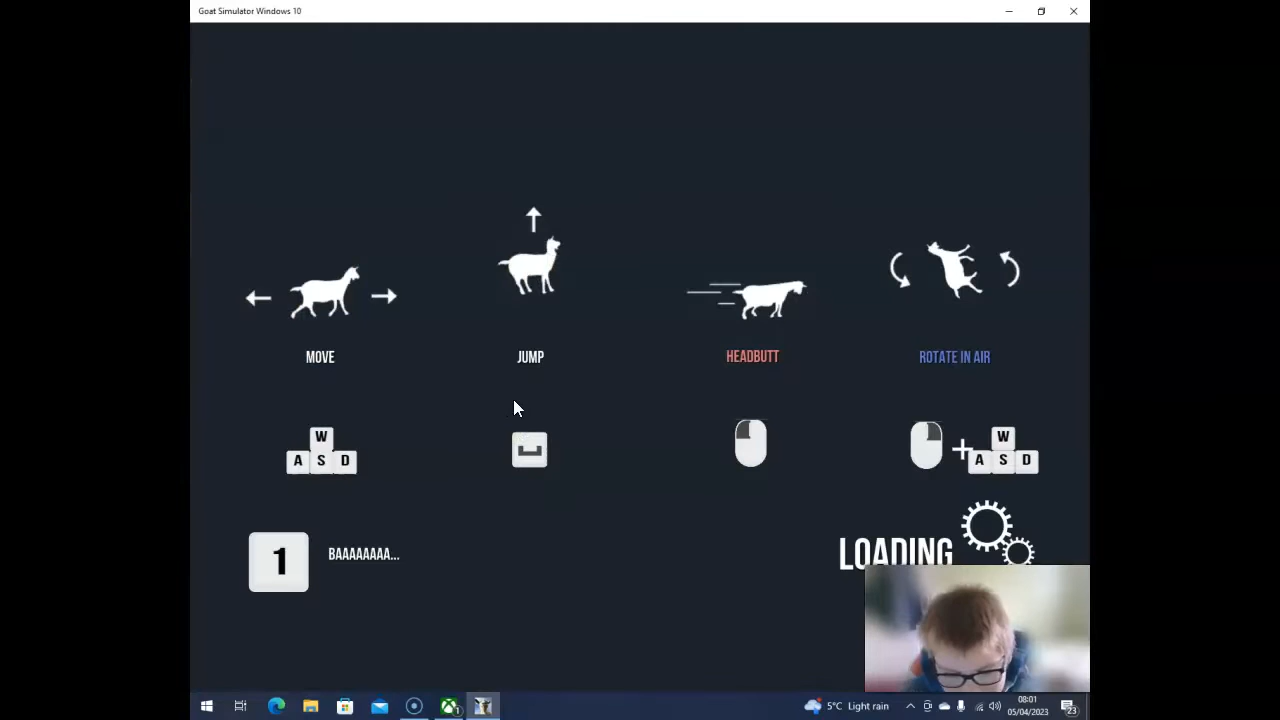 Goat Simulator Windows 10
MOVE
JUMP
HEADBUTT
ROTATE IN AIR
W
A S D
W
A S D
1
BAAAAAAA...
LOADING
5°C Light rain
08:01
05/04/2023
23